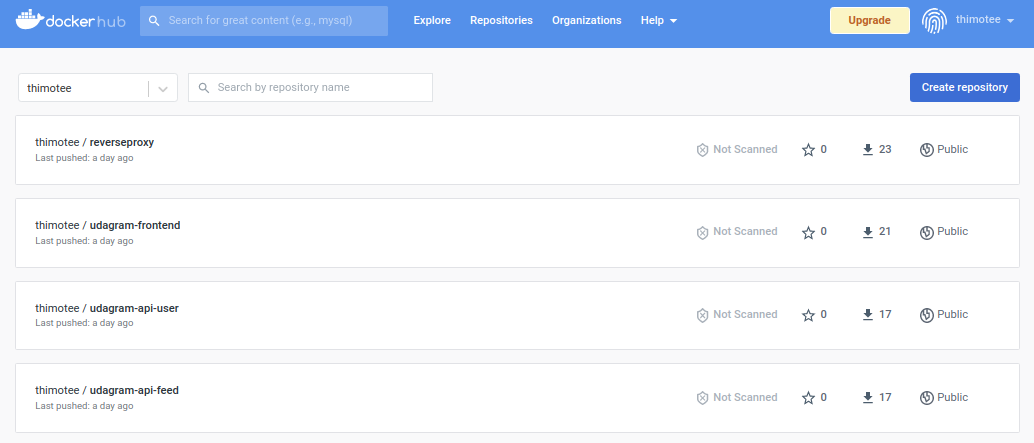 dockerhub Search for great content (e.g., mysql) Explore Repositories Organizations Help Upgrade thimotee
thimotee Search by repository name Create repository
thimotee / reverseproxy
Last pushed: a day ago
Not Scanned 0 23 Public
thimotee / udagram-frontend
Last pushed: a day ago
Not Scanned 0 21 Public
thimotee / udagram-api-user
Last pushed: a day ago
Not Scanned 0 17 Public
thimotee / udagram-api-feed
Last pushed: a day ago
Not Scanned 0 17 Public